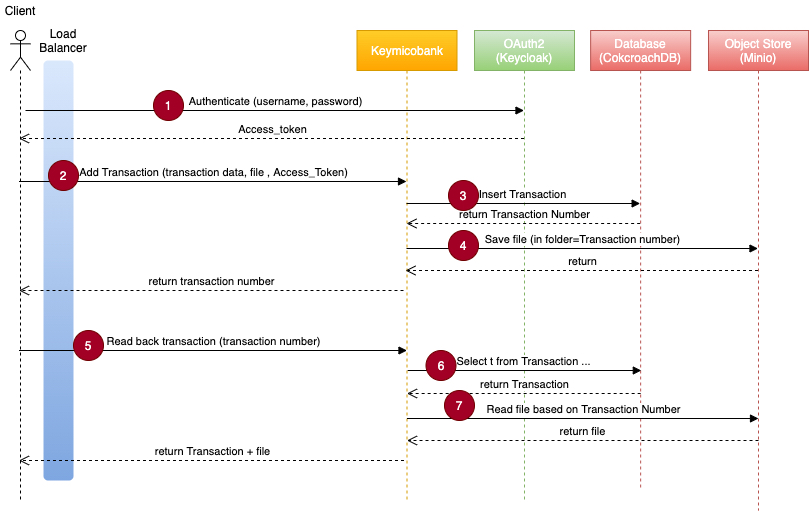 Client
Load
Balancer
Keymicobank
OAuth2
(Keycloak)
Database
(CokcroachDB)
Object Store
(Minio)
1
Authenticate (username, password)
Access_token
2
Add Transaction (transaction data, file , Access_Token)
3
Insert Transaction
return Transaction Number
4
Save file (in folder=Transaction number)
return
return transaction number
5
Read back transaction (transaction number)
6
Select t from Transaction ...
return Transaction
7
Read file based on Transaction Number
return file
return Transaction + file